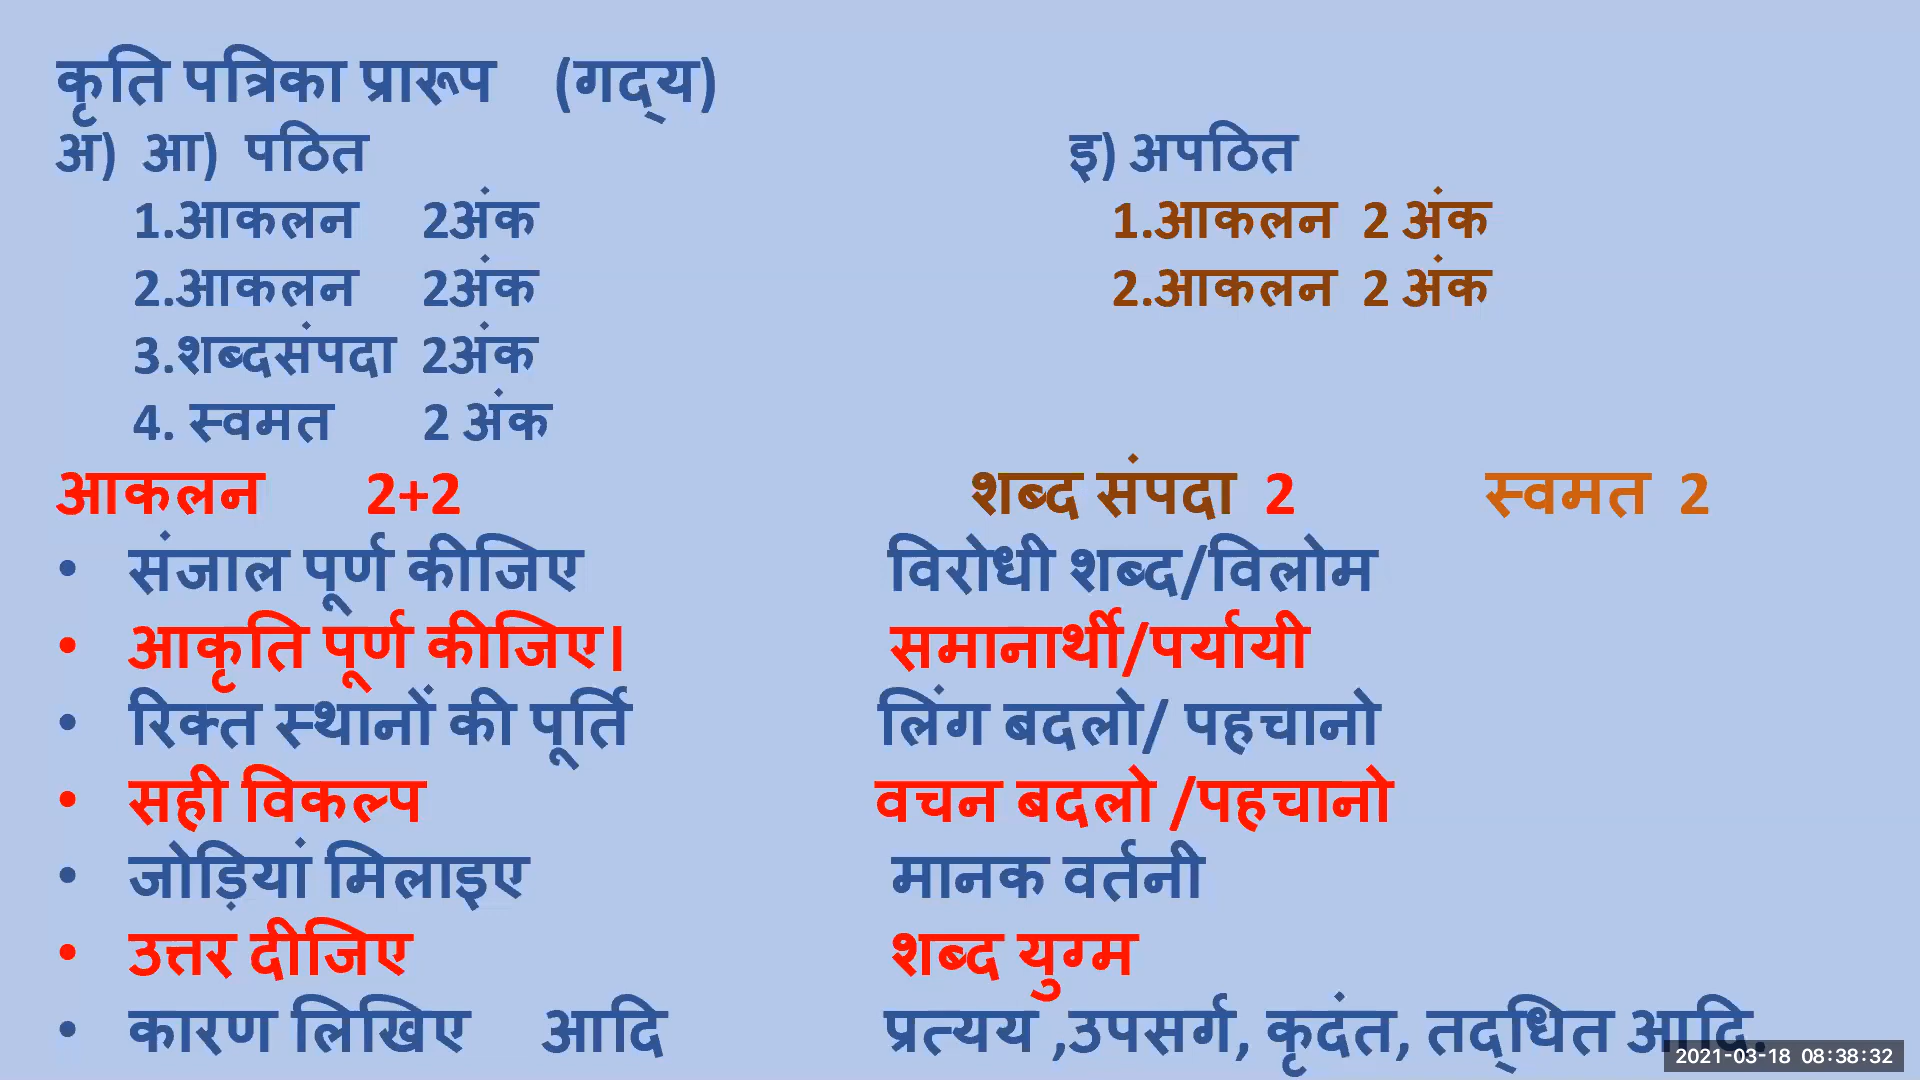 कृति पत्रिका प्रारूप (गद्‌य)
अ) आ) पठित इ) अपठित
1.आकलन 2अंक 1.आकलन 2 अंक
2.आकलन 2अंक 2.आकलन 2 अंक
3.शब्दसंपदा 2अंक
4. स्वमत 2 अंक
आकलन 2+2 शब्द संपदा 2 स्वमत 2
• संजाल पूर्ण कीजिए विरोधी शब्द/विलोम
• आकृति पूर्ण कीजिए। समानार्थी/पर्यायी
• रिक्त स्थानों की पूर्ति लिंग बदलो/ पहचानो
• सही विकल्प वचन बदलो /पहचानो
• जोड़ियां मिलाइए मानक वर्तनी
• उत्तर दीजिए शब्द युग्म
• कारण लिखिए आदि प्रत्यय ,उपसर्ग, कृदंत, तद्‌धित आदि.
2021-03-18 08:38:32